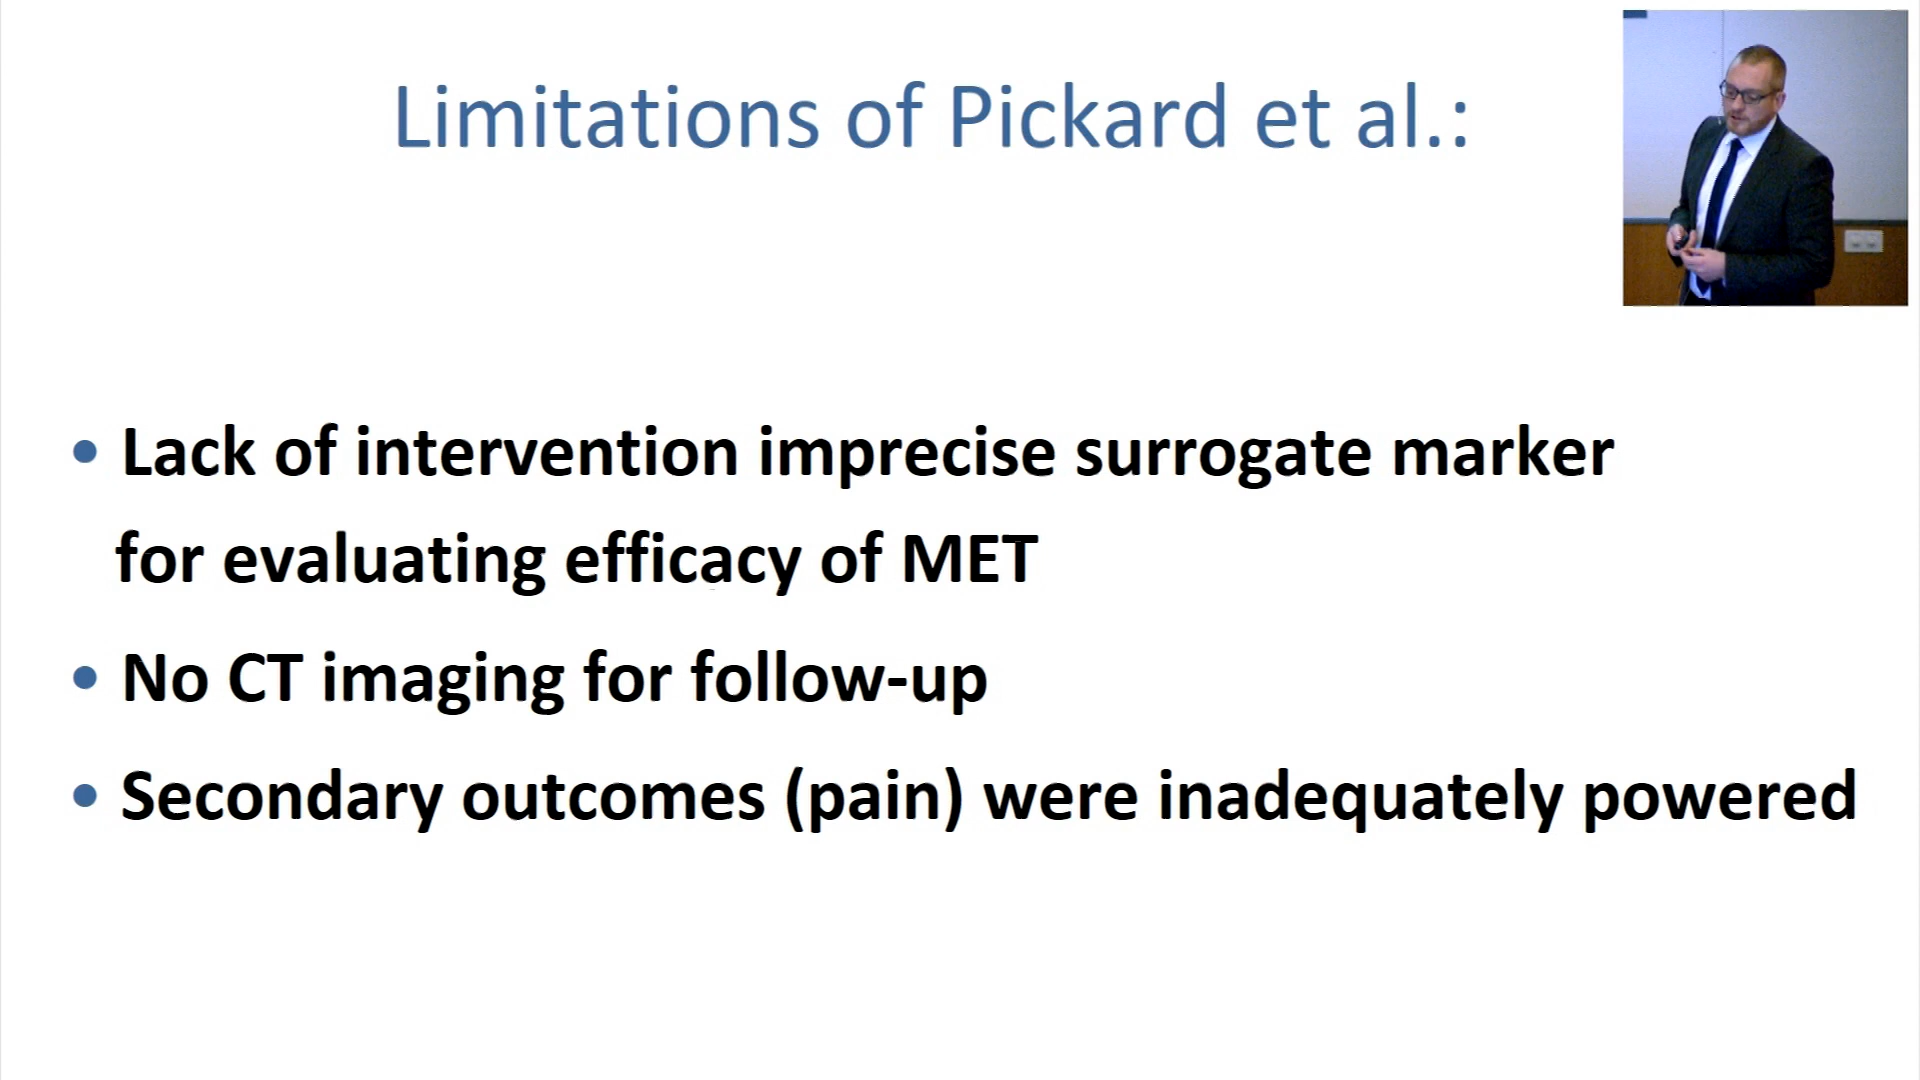 Limitations of Pickard et al.:
• Lack of intervention imprecise surrogate marker
for evaluating efficacy of MET
• No CT imaging for follow-up
• Secondary outcomes (pain) were inadequately powered